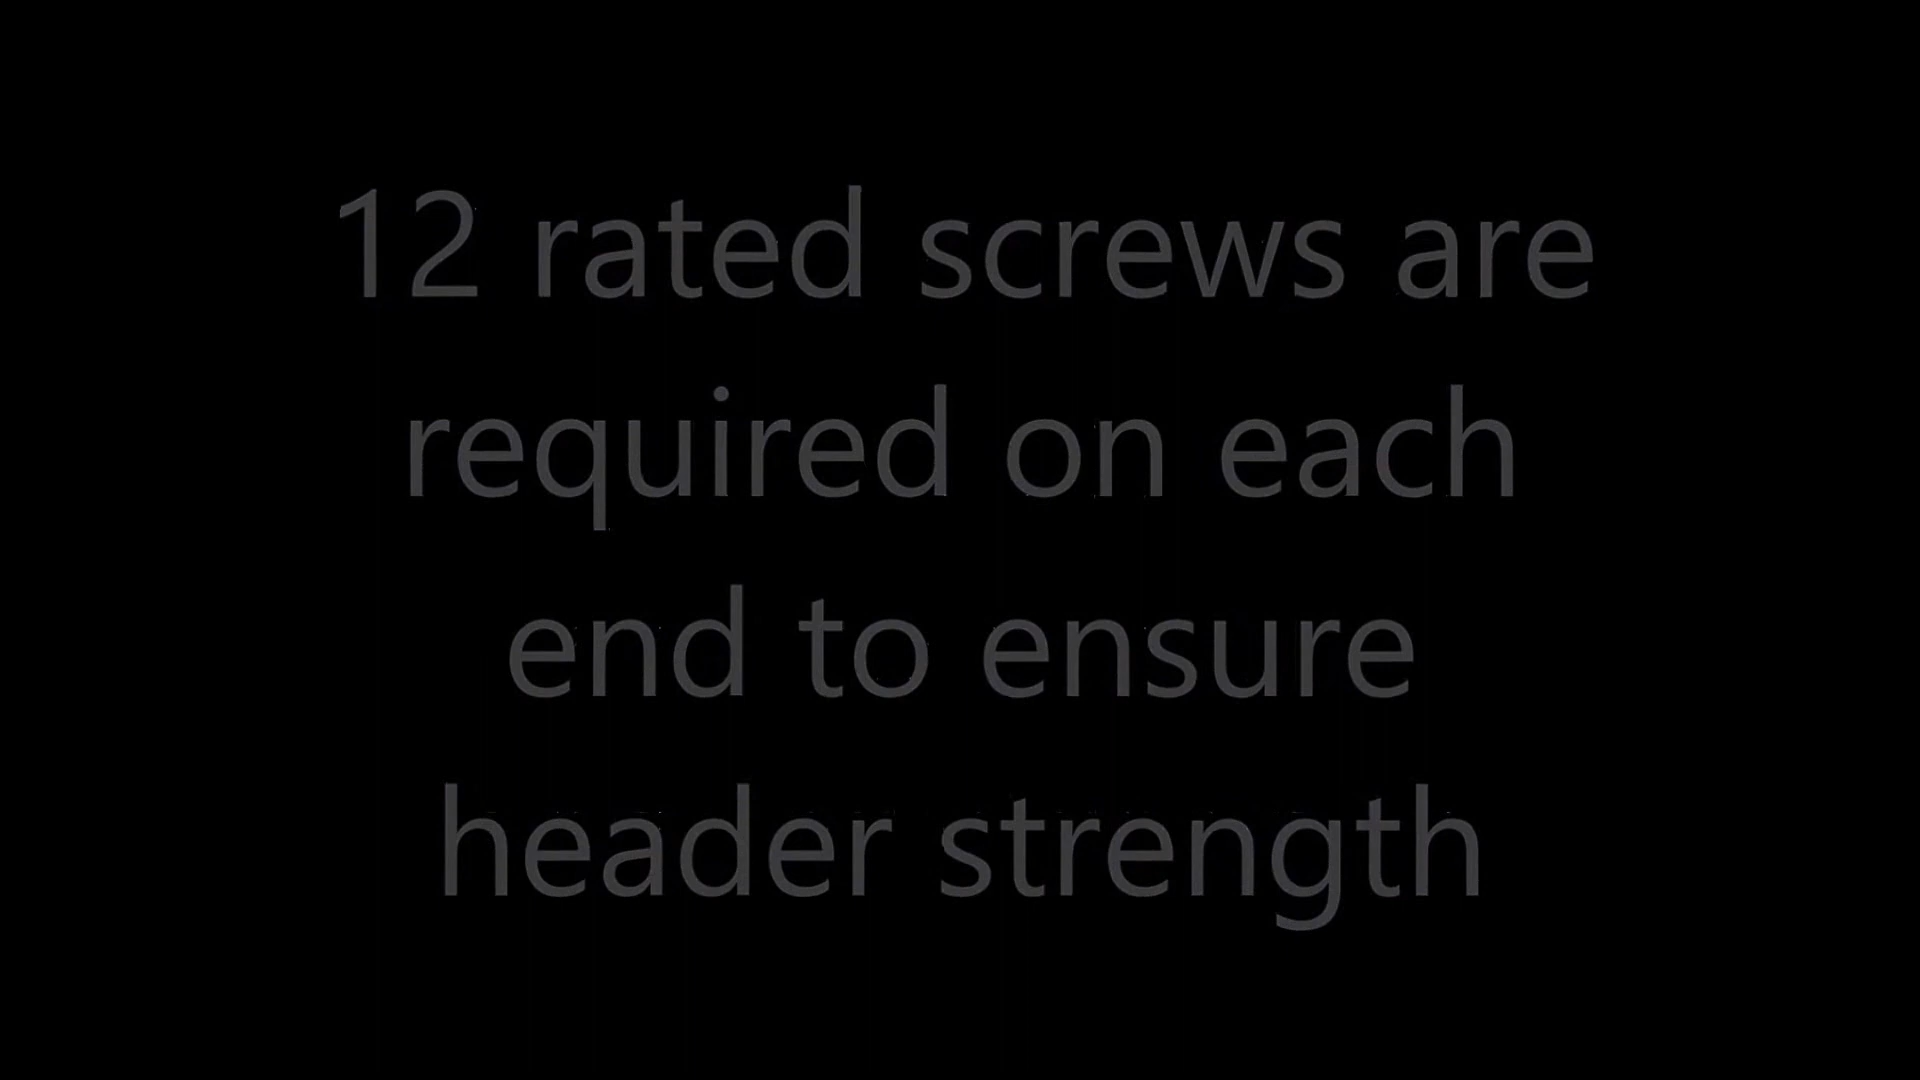 12 rated screws are
required on each
end to ensure
header strength